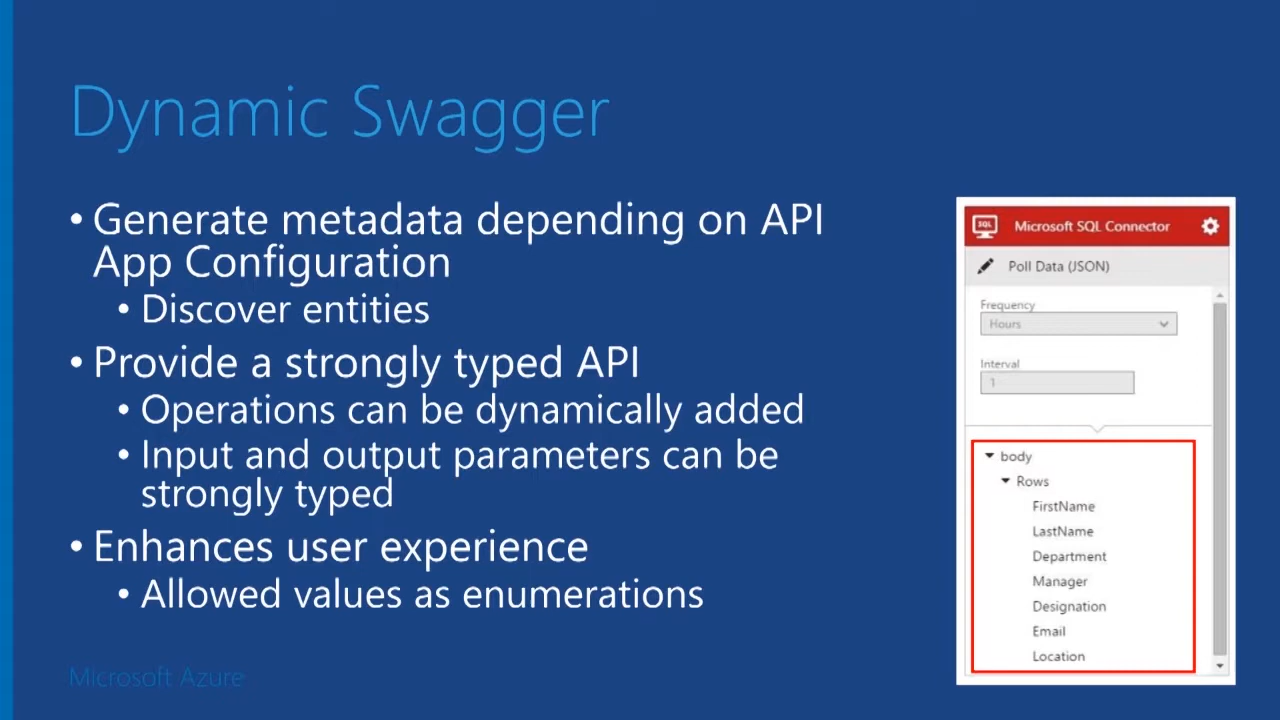 Dynamic Swagger
• Generate metadata depending on API
App Configuration
• Discover entities
• Provide a strongly typed API
• Operations can be dynamically added
• Input and output parameters can be
strongly typed
• Enhances user experience
• Allowed values as enumerations
Microsoft Azure
SQL
Microsoft SQL Connector
Poll Data (JSON)
Frequency
Hours
Interval
1
body
Rows
FirstName
LastName
Department
Manager
Designation
Email
Location